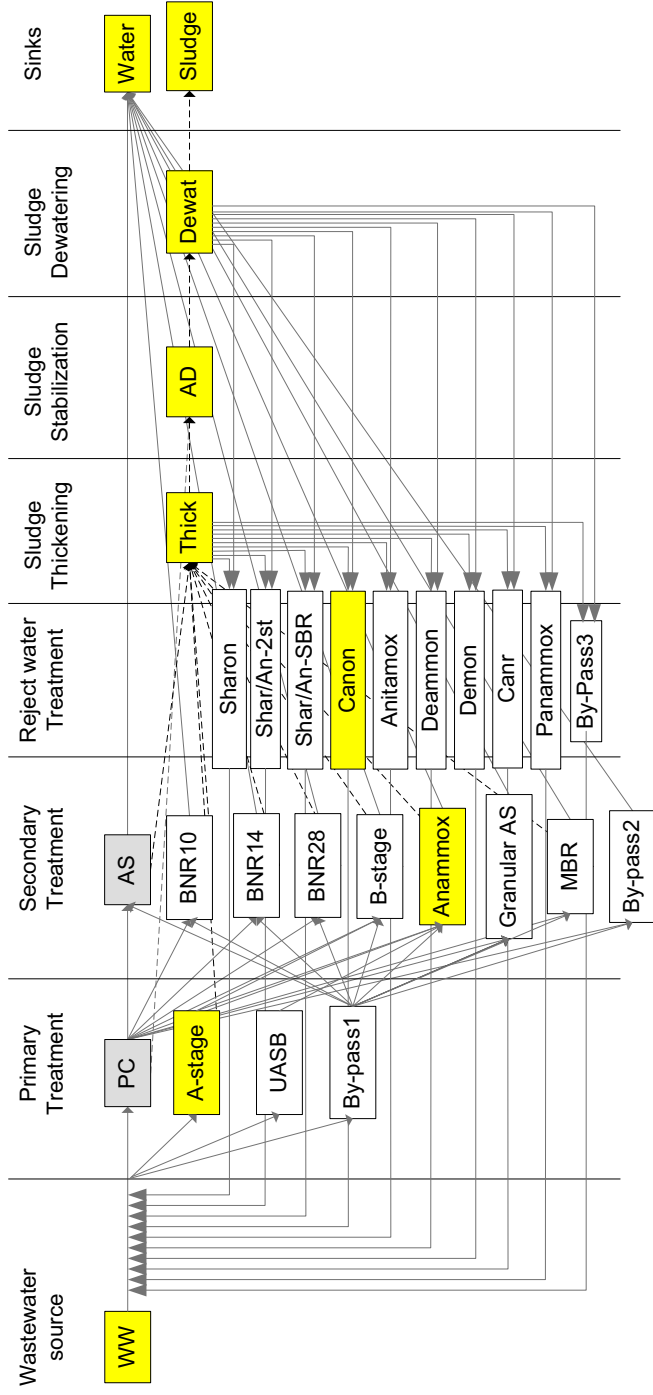 Wastewater
source
Primary
Treatment
Secondary
Treatment
Reject water
Treatment
Sludge
Thickening
Sludge
Stabilization
Sludge
Dewatering
Sinks
WW
PC
A-stage
UASB
By-pass1
AS
BNR10
BNR14
BNR28
B-stage
Anammox
Granular AS
MBR
By-pass2
Sharon
Shar/An-2st
Shar/An-SBR
Canon
Anitamox
Deammon
Demon
Canr
Panammox
By-Pass3
Thick
AD
Dewat
Water
Sludge